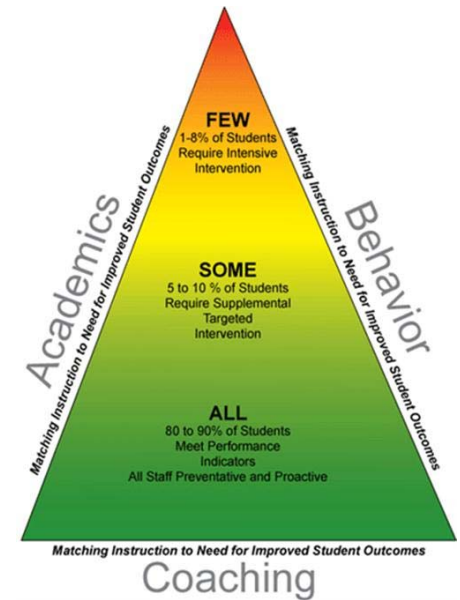 FEW
1-8% of Students
Require Intensive
Intervention
Academics
Matching Instruction to Need for Improved Student Outcomes
Behavior
Matching Instruction to Need for Improved Student Outcomes
SOME
5 to 10 % of Students
Require Supplemental
Targeted
Intervention
ALL
80 to 90% of Students
Meet Performance
Indicators
All Staff Preventative and Proactive
Matching Instruction to Need for Improved Student Outcomes
Coaching